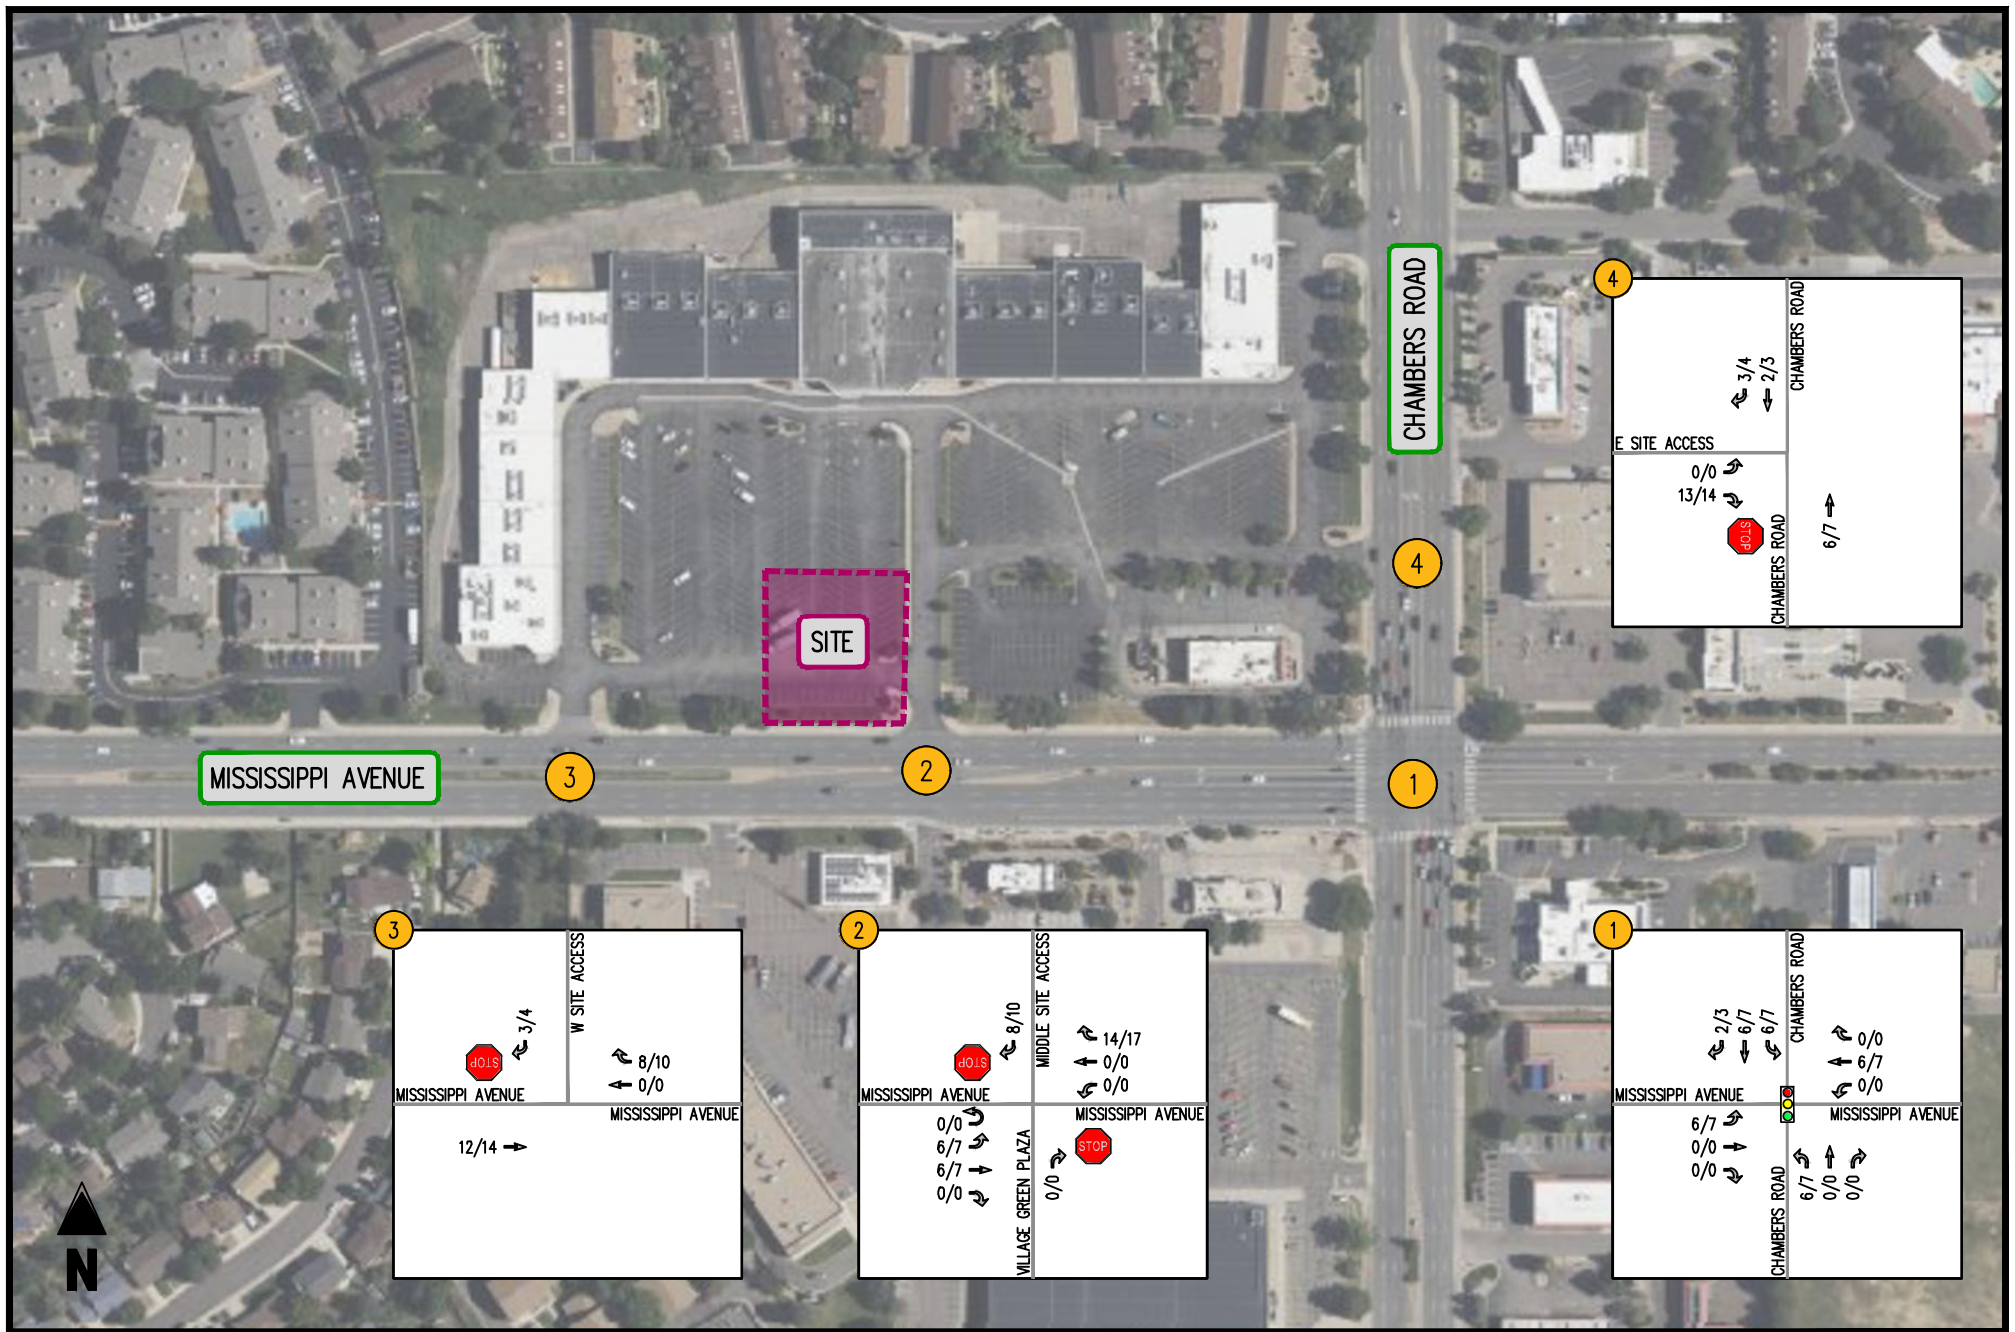 CHAMBERS ROAD
MISSISSIPPI AVENUE
SITE
4
3
2
1
N
4
CHAMBERS ROAD
3/4
2/3
E SITE ACCESS
0/0
13/14
STOP
CHAMBERS ROAD
6/7
3
W SITE ACCESS
3/4
STOP
8/10
0/0
MISSISSIPPI AVENUE
MISSISSIPPI AVENUE
12/14
2
MIDDLE SITE ACCESS
8/10
STOP
14/17
0/0
0/0
MISSISSIPPI AVENUE
MISSISSIPPI AVENUE
0/0
6/7
6/7
0/0
VILLAGE GREEN PLAZA
0/0
STOP
1
CHAMBERS ROAD
2/3
6/7
6/7
0/0
6/7
0/0
MISSISSIPPI AVENUE
MISSISSIPPI AVENUE
6/7
0/0
0/0
CHAMBERS ROAD
6/7
0/0
0/0